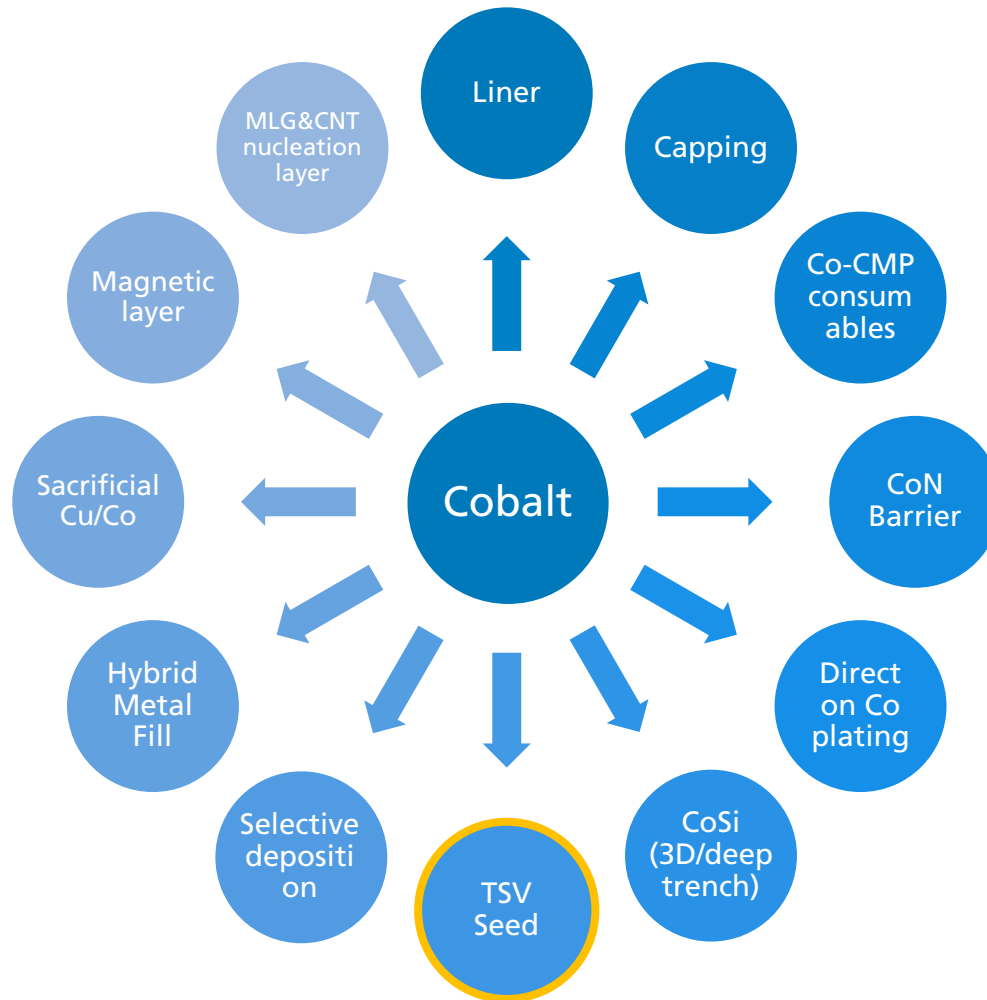 Liner
Capping
Co-CMP
consum
ables
CoN
Barrier
Direct
on Co
plating
CoSi
(3D/deep
trench)
TSV
Seed
Selective
depositi
on
Hybrid
Metal
Fill
Sacrificial
Cu/Co
Magnetic
layer
MLG&CNT
nucleation
layer
Cobalt